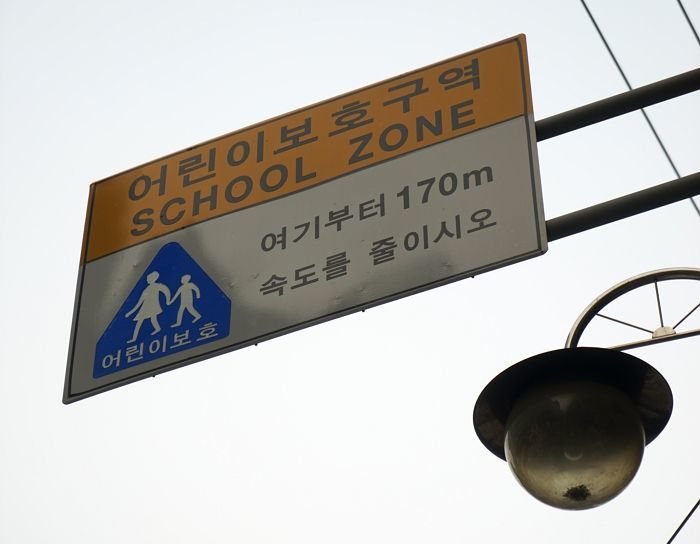 어린이보호구역
SCHOOL ZONE
여기부터 170m
속도를 줄이시오
어린이보호